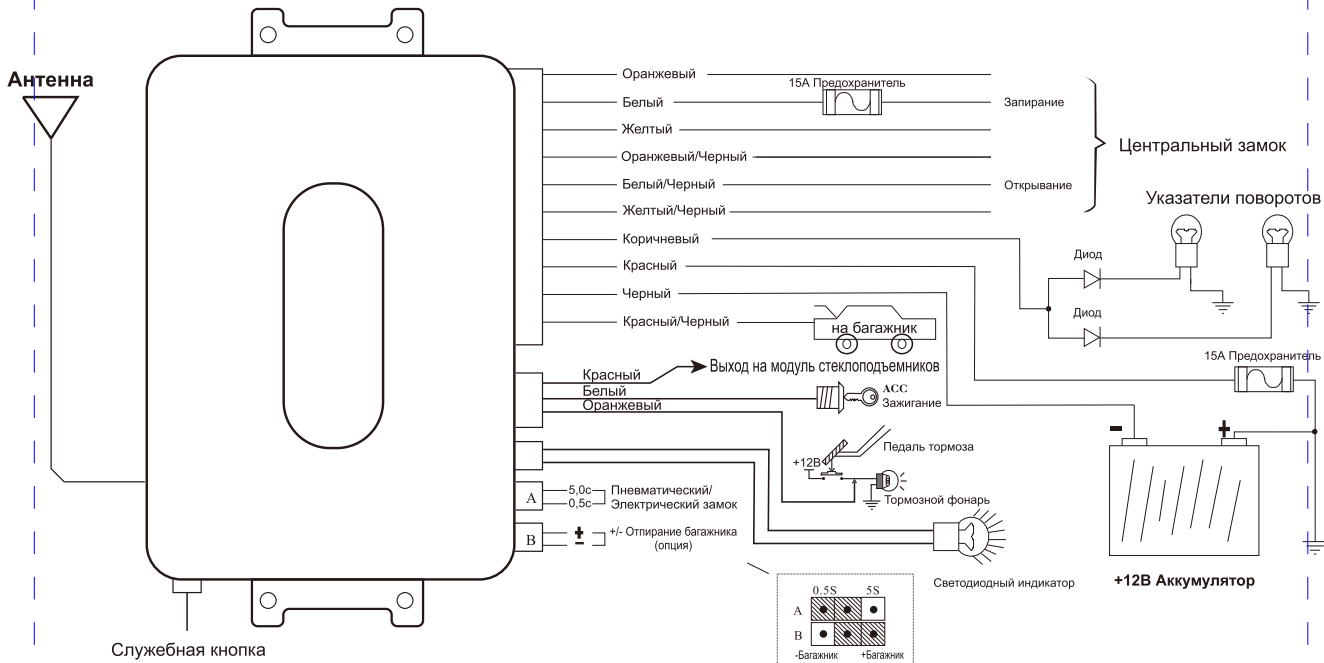 Антенна
Оранжевый
15А Предохранитель
Белый
Запирание
Желтый
Центральный замок
Оранжевый/Черный
Белый/Черный
Открывание
Указатели поворотов
Желтый/Черный
Коричневый
Диод
Красный
Черный
Диод
Красный/Черный
на багажник
15А Предохранитель
Красный
Выход на модуль стеклоподъемников
Белый
ACC
Зажигание
Оранжевый
- +
Педаль тормоза
+12В
Тормозной фонарь
A
5,0с
0,5с
Пневматический/
Электрический замок
B
+
-
+/- Отпирание багажника
(опция)
Светодиодный индикатор
+12В Аккумулятор
0.5S 5S
A
B
-Багажник +Багажник
Служебная кнопка